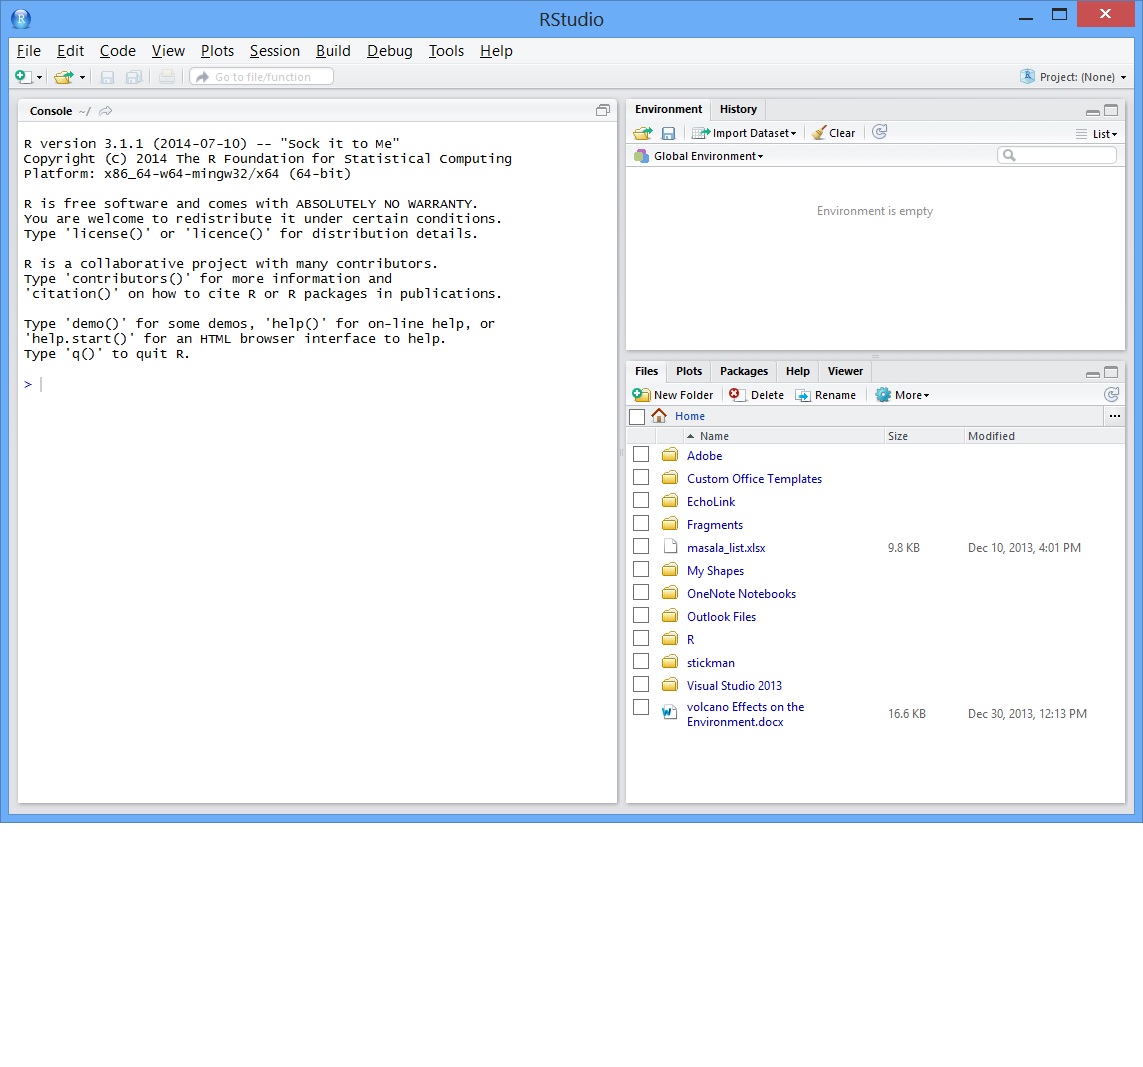 RStudio
File Edit Code View Plots Session Build Debug Tools Help
Go to file/function
Project: (None)
Console ~/
R version 3.1.1 (2014-07-10) -- "Sock it to Me"
Copyright (C) 2014 The R Foundation for Statistical Computing
Platform: x86_64-w64-mingw32/x64 (64-bit)
R is free software and comes with ABSOLUTELY NO WARRANTY.
You are welcome to redistribute it under certain conditions.
Type 'license()' or 'licence()' for distribution details.
R is a collaborative project with many contributors.
Type 'contributors()' for more information and
'citation()' on how to cite R or R packages in publications.
Type 'demo()' for some demos, 'help()' for on-line help, or
'help.start()' for an HTML browser interface to help.
Type 'q()' to quit R.
>
Environment History
Import Dataset Clear List
Global Environment
Environment is empty
Files Plots Packages Help Viewer
New Folder Delete Rename More
Home ...
Name Size Modified
Adobe
Custom Office Templates
EchoLink
Fragments
masala_list.xlsx 9.8 KB Dec 10, 2013, 4:01 PM
My Shapes
OneNote Notebooks
Outlook Files
R
stickman
Visual Studio 2013
volcano Effects on the
Environment.docx 16.6 KB Dec 30, 2013, 12:13 PM